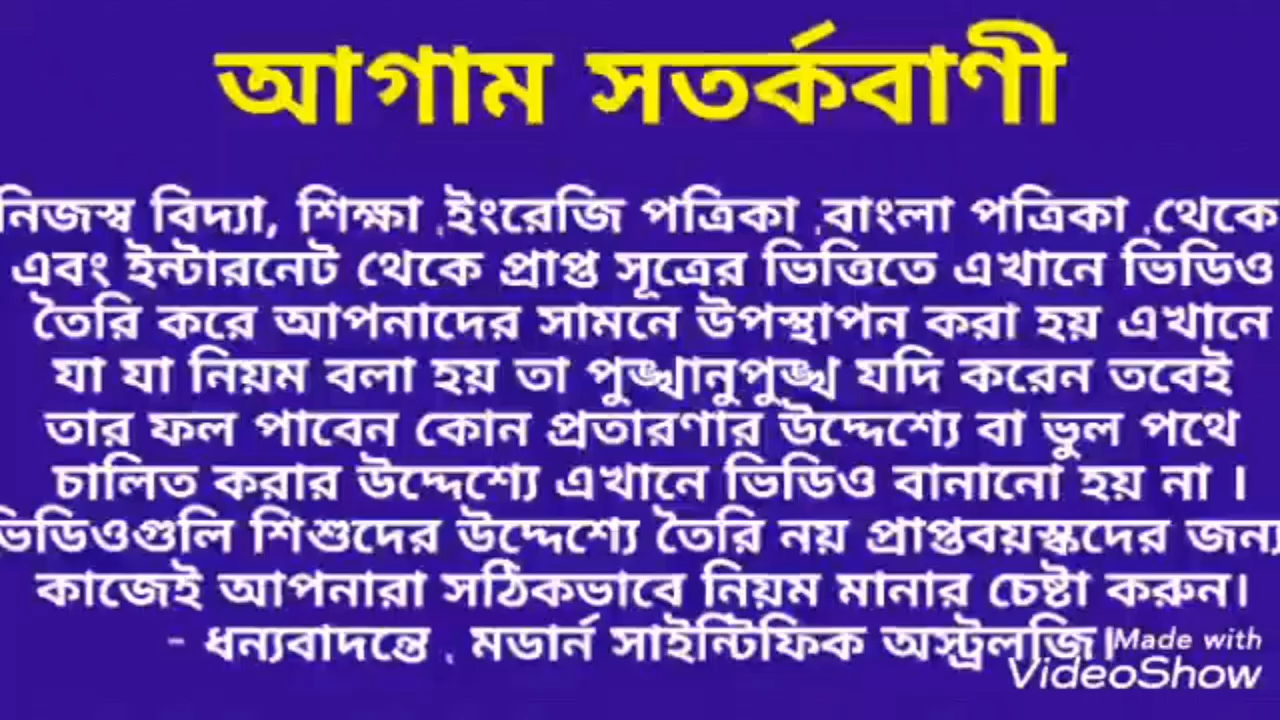 আগাম সতর্কবাণী
নিজস্ব বিদ্যা, শিক্ষা ,ইংরেজি পত্রিকা ,বাংলা পত্রিকা ,থেকে
এবং ইন্টারনেট থেকে প্রাপ্ত সূত্রের ভিত্তিতে এখানে ভিডিও
তৈরি করে আপনাদের সামনে উপস্থাপন করা হয় এখানে
যা যা নিয়ম বলা হয় তা পুঙ্খানুপুঙ্খ যদি করেন তবেই
তার ফল পাবেন কোন প্রতারণার উদ্দেশ্যে বা ভুল পথে
চালিত করার উদ্দেশ্যে এখানে ভিডিও বানানো হয় না ।
ভিডিওগুলি শিশুদের উদ্দেশ্যে তৈরি নয় প্রাপ্তবয়স্কদের জন্য
কাজেই আপনারা সঠিকভাবে নিয়ম মানার চেষ্টা করুন।
- ধন্যবাদন্তে , মডার্ন সাইন্টিফিক অস্ট্রলজি।
Made with
VideoShow